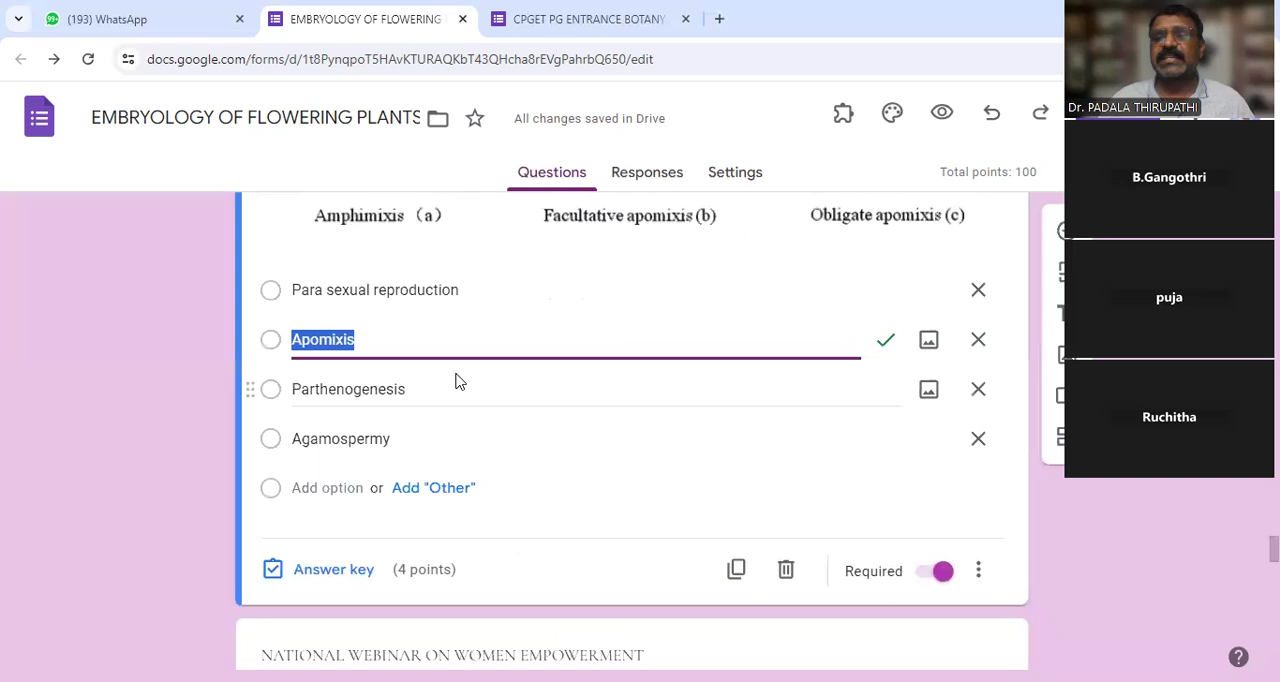 99+
(193) WhatsApp
EMBRYOLOGY OF FLOWERING
CPGET PG ENTRANCE BOTANY
docs.google.com/forms/d/1t8PynqpoT5HAvKTURAQKbT43QHcha8rEVgPahrbQ650/edit
EMBRYOLOGY OF FLOWERING PLANTS
All changes saved in Drive
Questions Responses Settings
Total points: 100
Amphimixis (a) Facultative apomixis (b) Obligate apomixis (c)
Para sexual reproduction
Apomixis
Parthenogenesis
Agamospermy
Add option or Add "Other"
Answer key (4 points)
Required
NATIONAL WEBINAR ON WOMEN EMPOWERMENT
Dr. PADALA THIRUPATHI
B.Gangothri
puja
Ruchitha